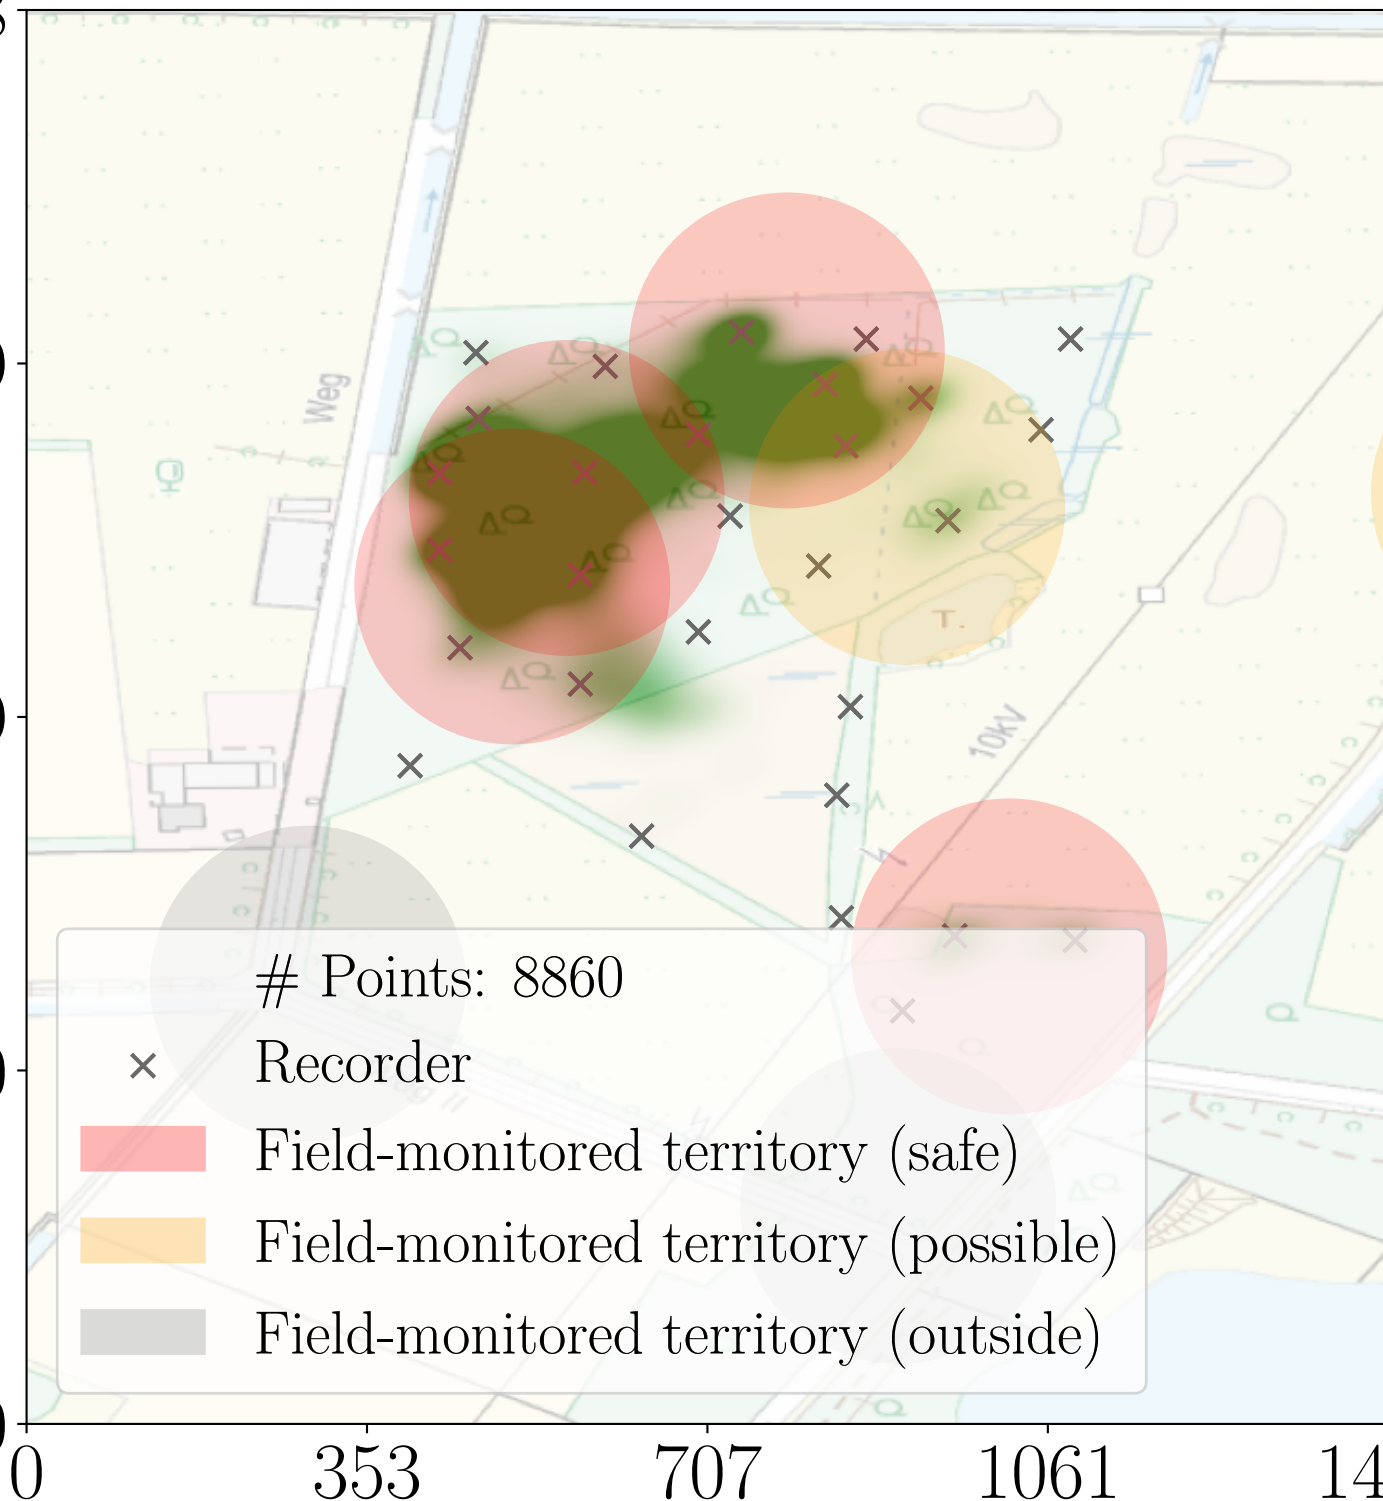 Weg
T.
10kV
# Points: 8860
Recorder
Field-monitored territory (safe)
Field-monitored territory (possible)
Field-monitored territory (outside)
0 353 707 1061